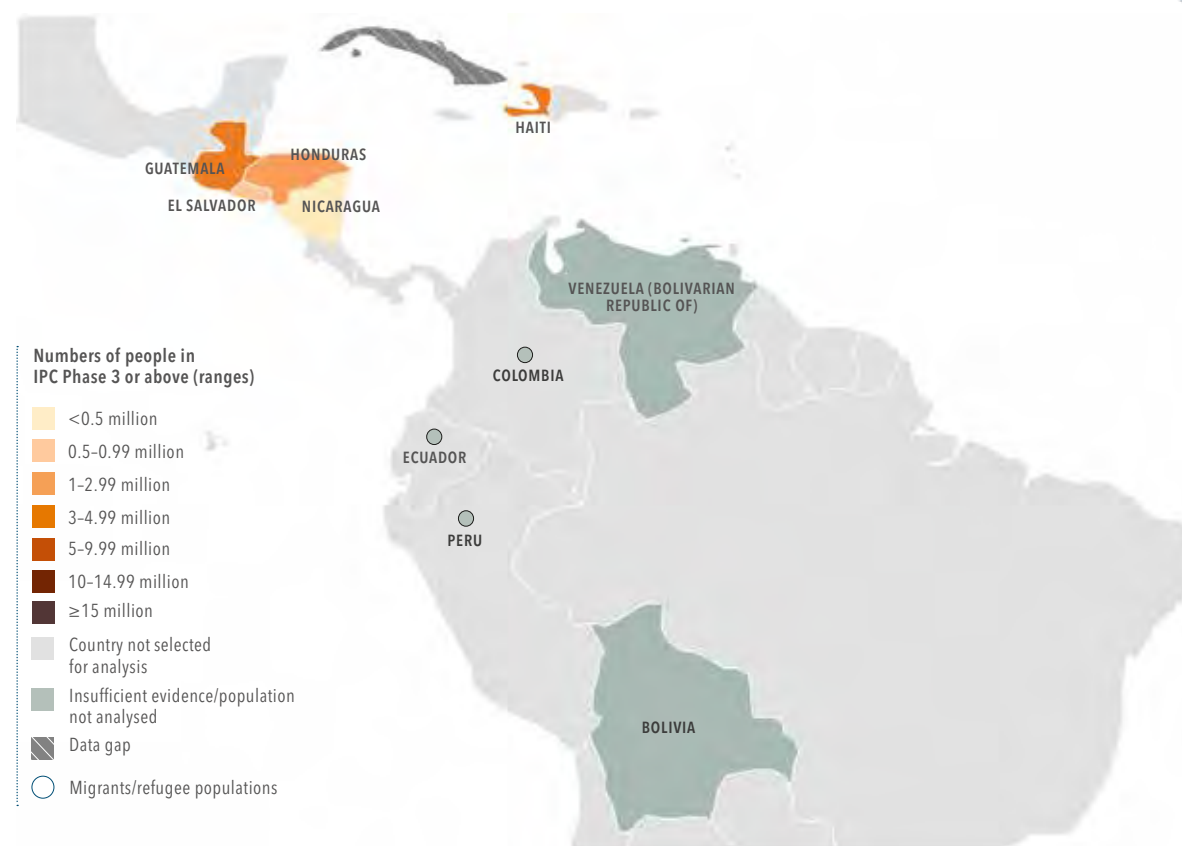 HAITI
HONDURAS
GUATEMALA
EL SALVADOR
NICARAGUA
VENEZUELA (BOLIVARIAN
REPUBLIC OF)
COLOMBIA
ECUADOR
PERU
BOLIVIA
Numbers of people in
IPC Phase 3 or above (ranges)
<0.5 million
0.5–0.99 million
1–2.99 million
3–4.99 million
5–9.99 million
10–14.99 million
≥15 million
Country not selected
for analysis
Insufficient evidence/population
not analysed
Data gap
Migrants/refugee populations